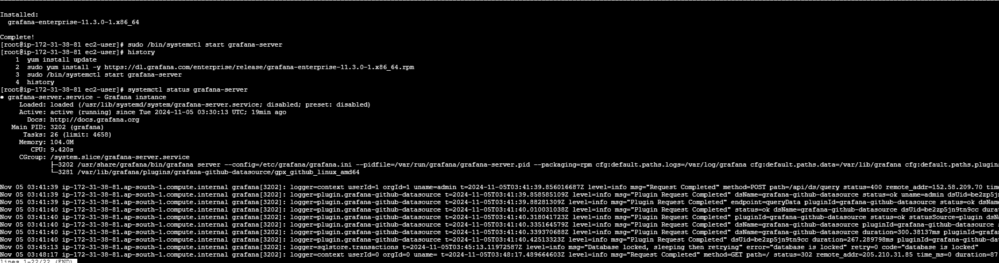 Installed:
grafana-enterprise-11.3.0-1.x86_64
Complete!
[root@ip-172-31-38-81 ec2-user]# sudo /bin/systemctl start grafana-server
[root@ip-172-31-38-81 ec2-user]# history
1 yum install update
2 sudo yum install -y https://dl.grafana.com/enterprise/release/grafana-enterprise-11.3.0-1.x86_64.rpm
3 sudo /bin/systemctl start grafana-server
4 history
[root@ip-172-31-38-81 ec2-user]# systemctl status grafana-server
● grafana-server.service - Grafana instance
Loaded: loaded (/usr/lib/systemd/system/grafana-server.service; disabled; preset: disabled)
Active: active (running) since Tue 2024-11-05 03:30:13 UTC; 19min ago
Docs: http://docs.grafana.org
Main PID: 3202 (grafana)
Tasks: 26 (limit: 4658)
Memory: 104.0M
CPU: 9.420s
CGroup: /system.slice/grafana-server.service
├─3202 /usr/share/grafana/bin/grafana server --config=/etc/grafana/grafana.ini --pidfile=/var/run/grafana/grafana-server.pid --packaging=rpm cfg:default.paths.logs=/var/log/grafana cfg:default.paths.data=/var/lib/grafana cfg:default.paths.plugins
└─3281 /var/lib/grafana/plugins/grafana-github-datasource/gpx_github_linux_amd64
Nov 05 03:41:39 ip-172-31-38-81.ap-south-1.compute.internal grafana[3202]: logger=context userId=1 orgId=1 uname=admin t=2024-11-05T03:41:39.856016687Z level=info msg="Request Completed" method=POST path=/api/ds/query status=400 remote_addr=152.58.209.70 time
Nov 05 03:41:39 ip-172-31-38-81.ap-south-1.compute.internal grafana[3202]: logger=plugin.grafana-github-datasource t=2024-11-05T03:41:39.858585109Z level=info msg="Plugin Request Completed" dsName=grafana-github-datasource status=ok uname=admin dsUid=be2zp5jn
Nov 05 03:41:39 ip-172-31-38-81.ap-south-1.compute.internal grafana[3202]: logger=plugin.grafana-github-datasource t=2024-11-05T03:41:39.88281309Z level=info msg="Plugin Request Completed" endpoint=queryData pluginId=grafana-github-datasource status=ok dsName
Nov 05 03:41:40 ip-172-31-38-81.ap-south-1.compute.internal grafana[3202]: logger=plugin.grafana-github-datasource t=2024-11-05T03:41:40.010031038Z level=info msg="Plugin Request Completed" status=ok dsName=grafana-github-datasource dsUid=be2zp5jn9tn9cc durat
Nov 05 03:41:40 ip-172-31-38-81.ap-south-1.compute.internal grafana[3202]: logger=plugin.grafana-github-datasource t=2024-11-05T03:41:40.318041723Z level=info msg="Plugin Request Completed" pluginId=grafana-github-datasource status=ok statusSource=plugin dsNa
Nov 05 03:41:40 ip-172-31-38-81.ap-south-1.compute.internal grafana[3202]: logger=plugin.grafana-github-datasource t=2024-11-05T03:41:40.335164579Z level=info msg="Plugin Request Completed" dsName=grafana-github-datasource pluginId=grafana-github-datasource s
Nov 05 03:41:40 ip-172-31-38-81.ap-south-1.compute.internal grafana[3202]: logger=plugin.grafana-github-datasource t=2024-11-05T03:41:40.339370688Z level=info msg="Plugin Request Completed" dsName=grafana-github-datasource duration=300.38137ms pluginId=grafan
Nov 05 03:41:40 ip-172-31-38-81.ap-south-1.compute.internal grafana[3202]: logger=plugin.grafana-github-datasource t=2024-11-05T03:41:40.42513323Z level=info msg="Plugin Request Completed" dsUid=be2zp5jn9tn9cc duration=267.289798ms pluginId=grafana-github-dat
Nov 05 03:45:13 ip-172-31-38-81.ap-south-1.compute.internal grafana[3202]: logger=sqlstore.transactions t=2024-11-05T03:45:13.11972587Z level=info msg="Database locked, sleeping then retrying" error="database is locked" retry=0 code="database is locked"
Nov 05 03:48:17 ip-172-31-38-81.ap-south-1.compute.internal grafana[3202]: logger=context userId=0 orgId=0 uname= t=2024-11-05T03:48:17.489664603Z level=info msg="Request Completed" method=GET path=/ status=302 remote_addr=205.210.31.85 time_ms=0 duration=87
lines 1-22/22 (END)